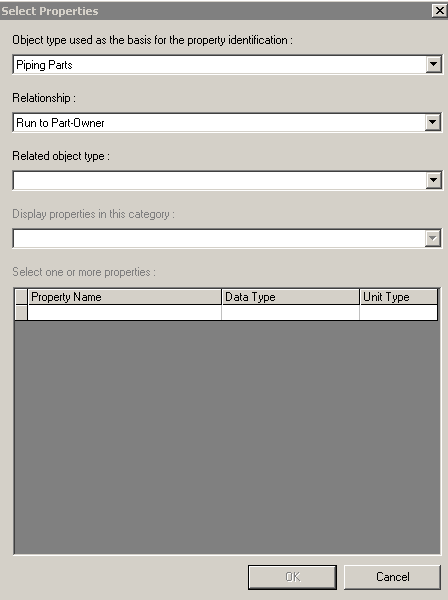 Select Properties
Object type used as the basis for the property identification :
Piping Parts
Relationship :
Run to Part-Owner
Related object type :
Display properties in this category :
Select one or more properties :
Property Name Data Type Unit Type
OK Cancel